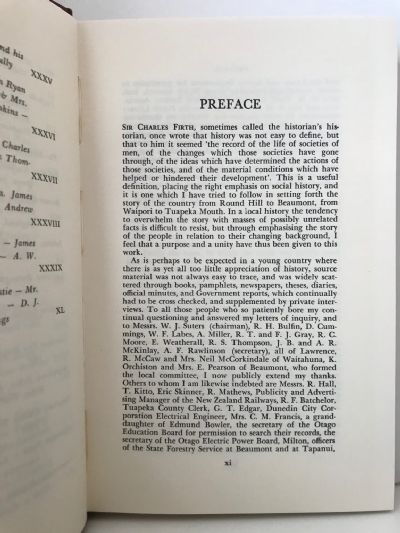 nd his
ally
XXXV
Ryan
& Mrs.
kins —
XXXVI
Charles
Thom-
XXXVII
. James
Andrew
XXXVIII
— James
— A. W.
XXXIX
tie — Mr.
— D. J.
XL
gs
PREFACE
SIR CHARLES FIRTH, sometimes called the historian's his-
torian, once wrote that history was not easy to define, but
that to him it seemed 'the record of the life of societies of
men, of the changes which those societies have gone
through, of the ideas which have determined the actions of
those societies, and of the material conditions which have
helped or hindered their development'. This is a useful
definition, placing the right emphasis on social history, and
it is one which I have tried to follow in setting forth the
story of the country from Round Hill to Beaumont, from
Waipori to Tuapeka Mouth. In a local history the tendency
to overwhelm the story with masses of possibly unrelated
facts is difficult to resist, but through emphasising the story
of the people in relation to their changing background, I
feel that a purpose and a unity have thus been given to this
work.
As is perhaps to be expected in a young country where
there is as yet all too little appreciation of history, source
material was not always easy to trace, and was widely scat-
tered through books, pamphlets, newspapers, theses, diaries,
official minutes, and Government reports, which continually
had to be cross checked, and supplemented by private inter-
views. To all those people who so patiently bore my con-
tinual questioning and answered my letters of inquiry, and
to Messrs. W. J. Suters (chairman), R. H. Bulfin, D. Cum-
mings, W. F. Labes, A. Miller, R. T. and F. J. Gray, R. C.
Moore, E. Weatherall, R. S. Thompson, J. B. and A. R.
McKinlay, A. F. Rawlinson (secretary), all of Lawrence,
R. McCaw and Mrs. Neil McCorkindale of Waitahuna, K.
Orchiston and Mrs. E. Pearson of Beaumont, who formed
the local committee, I now publicly extend my thanks.
Others to whom I am likewise indebted are Messrs. R. Hall,
T. Kitto, Eric Skinner, R. Mathews, Publicity and Adverti-
sing Manager of the New Zealand Railways, R. F. Batchelor,
Tuapeka County Clerk, G. T. Edgar, Dunedin City Cor-
poration Electrical Engineer, Mrs. C. M. Francis, a grand-
daughter of Edmund Bowler, the secretary of the Otago
Education Board for permission to search their records, the
secretary of the Otago Electric Power Board, Milton, officers
of the State Forestry Service at Beaumont and at Tapanui,
xi